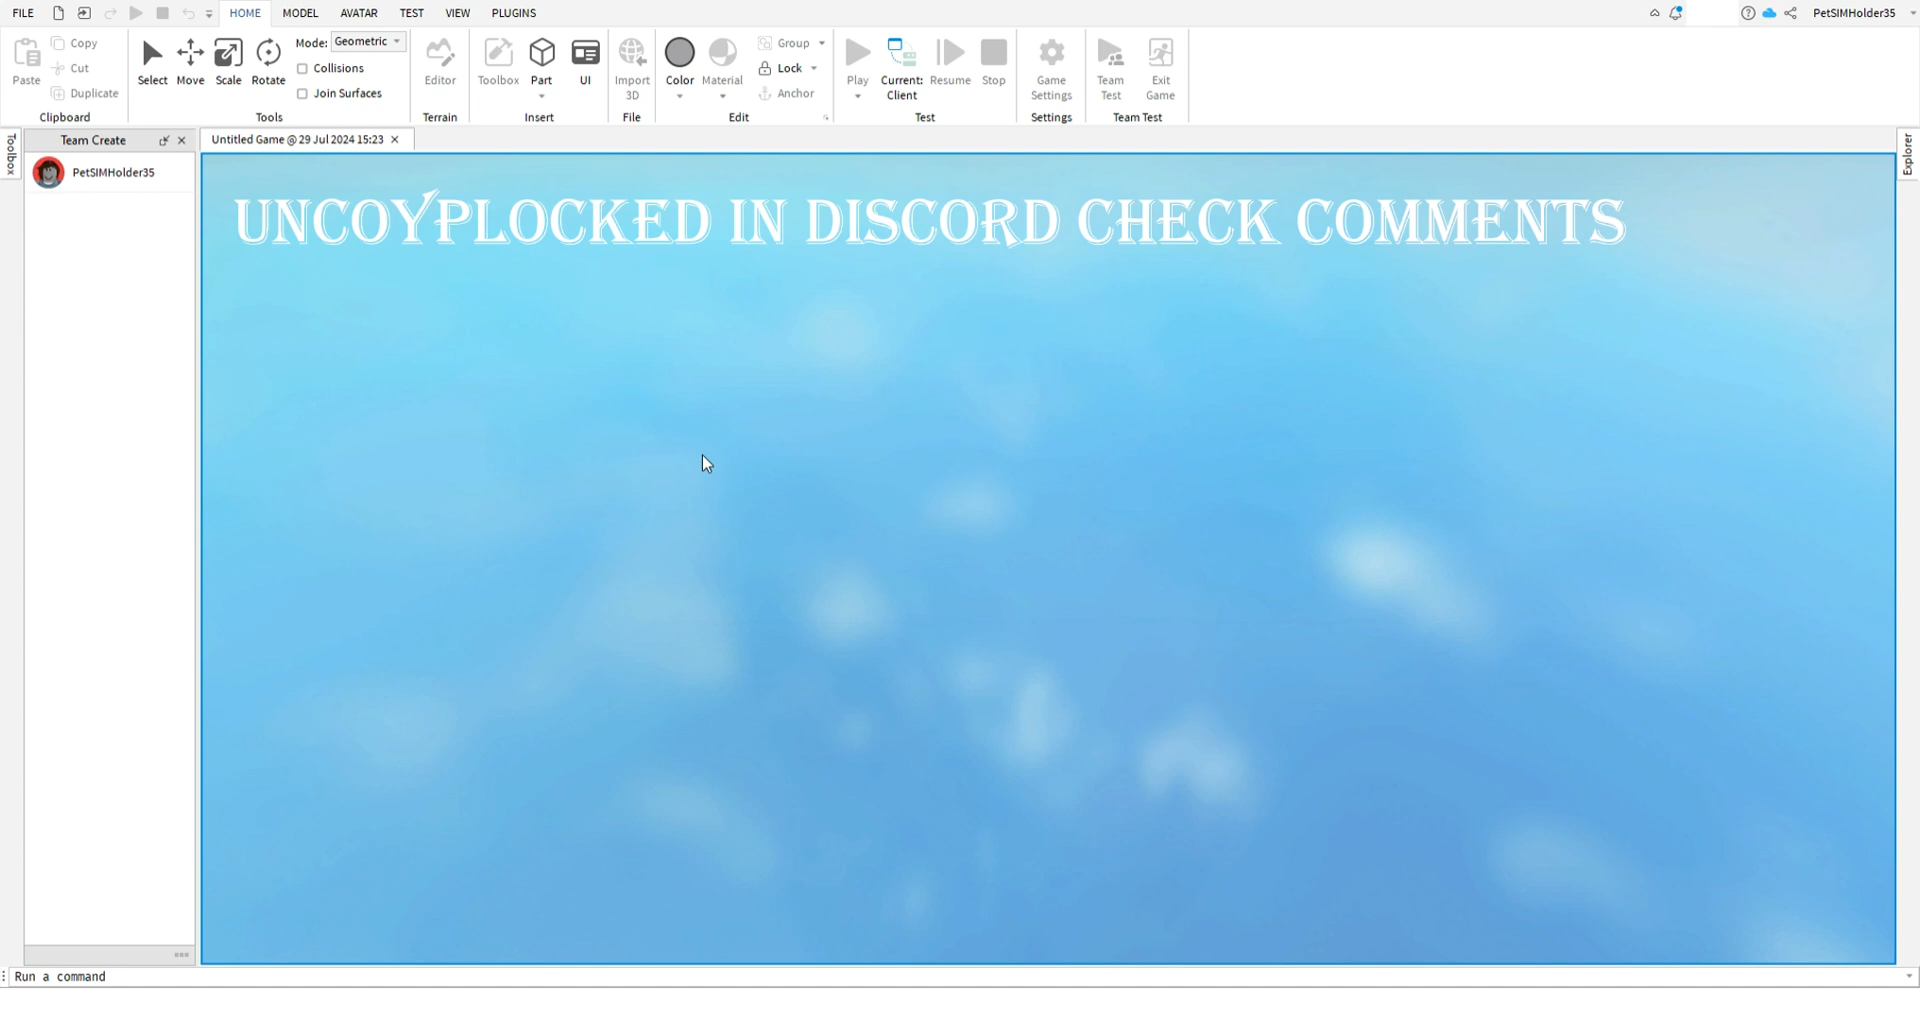 FILE HOME MODEL AVATAR TEST VIEW PLUGINS PetSIMHolder35
Paste Copy Cut Duplicate
Clipboard
Select Move Scale Rotate Mode: Geometric Collisions Join Surfaces
Tools
Editor
Terrain
Toolbox Part UI
Insert
Import 3D
File
Color Material Group Lock Anchor
Edit
Play Current: Client Resume Stop
Test
Game Settings
Settings
Team Test Exit Game
Team Test
Toolbox
Team Create
Untitled Game @ 29 Jul 2024 15:23
Explorer
PetSIMHolder35
UNCOYPLOCKED IN DISCORD CHECK COMMENTS
Run a command